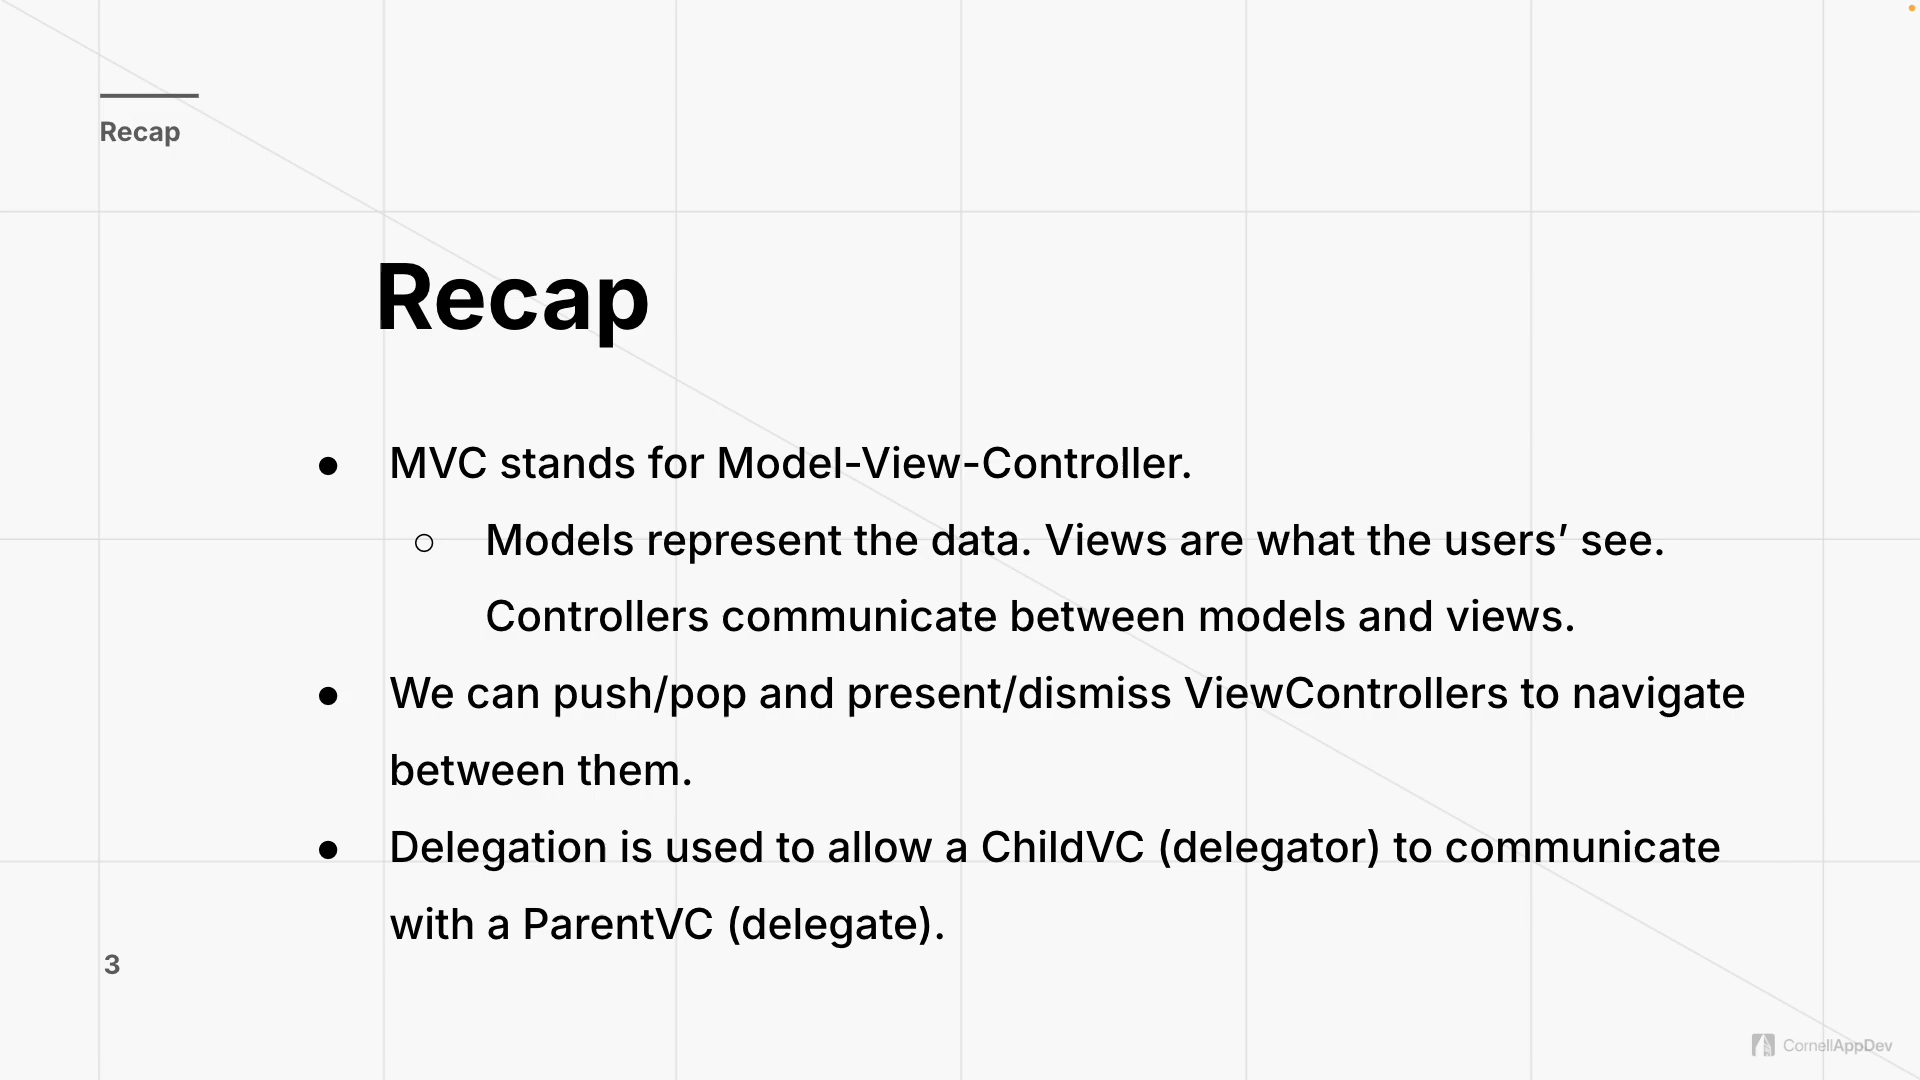 Recap
Recap
● MVC stands for Model-View-Controller.
○ Models represent the data. Views are what the users’ see.
Controllers communicate between models and views.
● We can push/pop and present/dismiss ViewControllers to navigate
between them.
● Delegation is used to allow a ChildVC (delegator) to communicate
with a ParentVC (delegate).
3
CornellAppDev